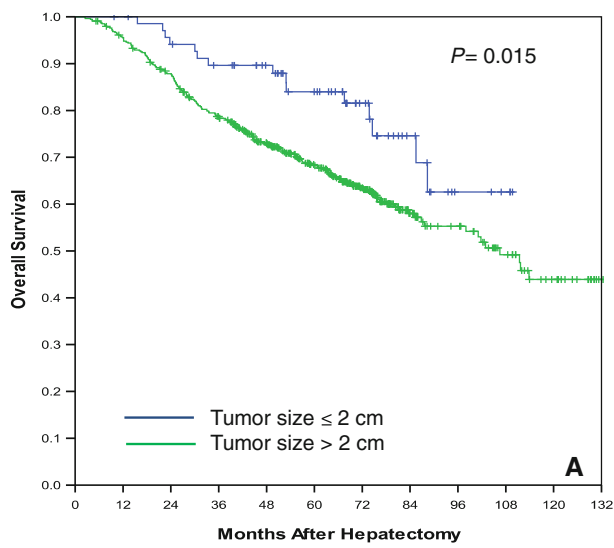 1.0
0.9
0.8
0.7
0.6
0.5
0.4
0.3
0.2
0.1
0.0
Overall Survival
P= 0.015
Tumor size ≤ 2 cm
Tumor size > 2 cm
A
0 12 24 36 48 60 72 84 96 108 120 132
Months After Hepatectomy